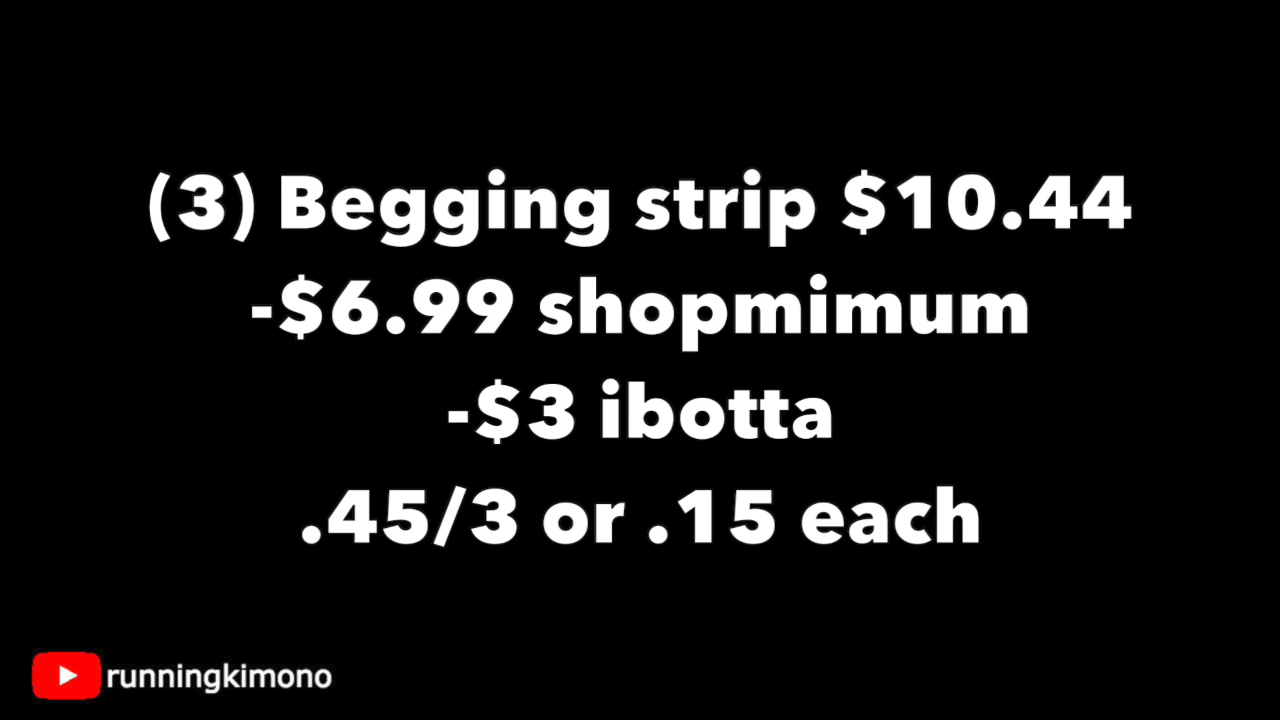 (3) Begging strip $10.44
-$6.99 shopmimum
-$3 ibotta
.45/3 or .15 each
runningkimono